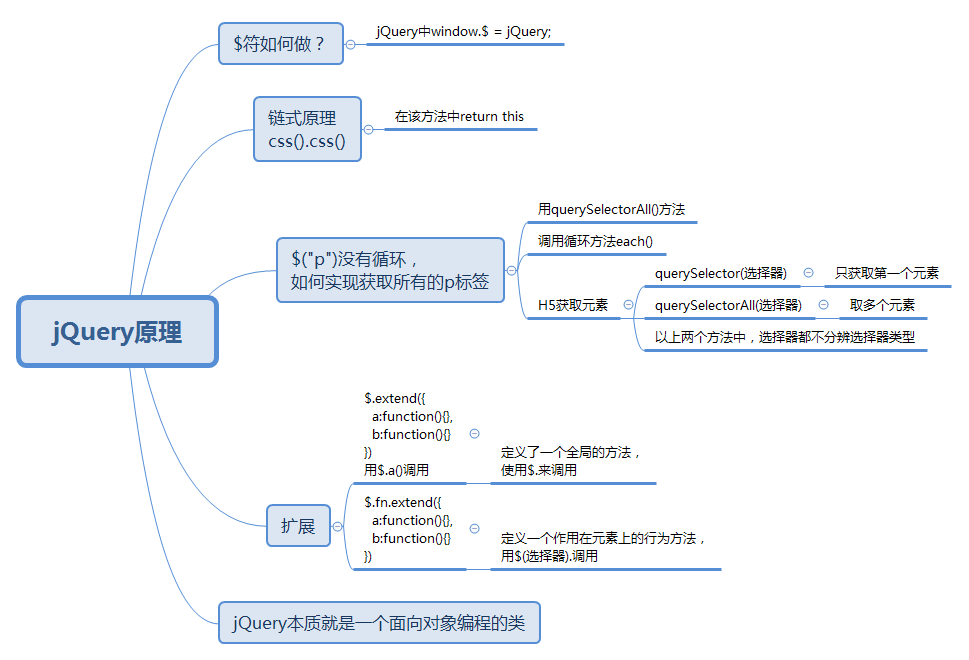 $符如何做？
jQuery中window.$ = jQuery;
链式原理
css().css()
在该方法中return this
$("p")没有循环，
如何实现获取所有的p标签
用querySelectorAll()方法
调用循环方法each()
H5获取元素
querySelector(选择器)
只获取第一个元素
querySelectorAll(选择器)
取多个元素
以上两个方法中，选择器都不分辨选择器类型
jQuery原理
扩展
$.extend({
a:function(){},
b:function(){}
})
用$.a()调用
定义了一个全局的方法，
使用$.来调用
$.fn.extend({
a:function(){},
b:function(){}
})
定义一个作用在元素上的行为方法，
用$(选择器).调用
jQuery本质就是一个面向对象编程的类